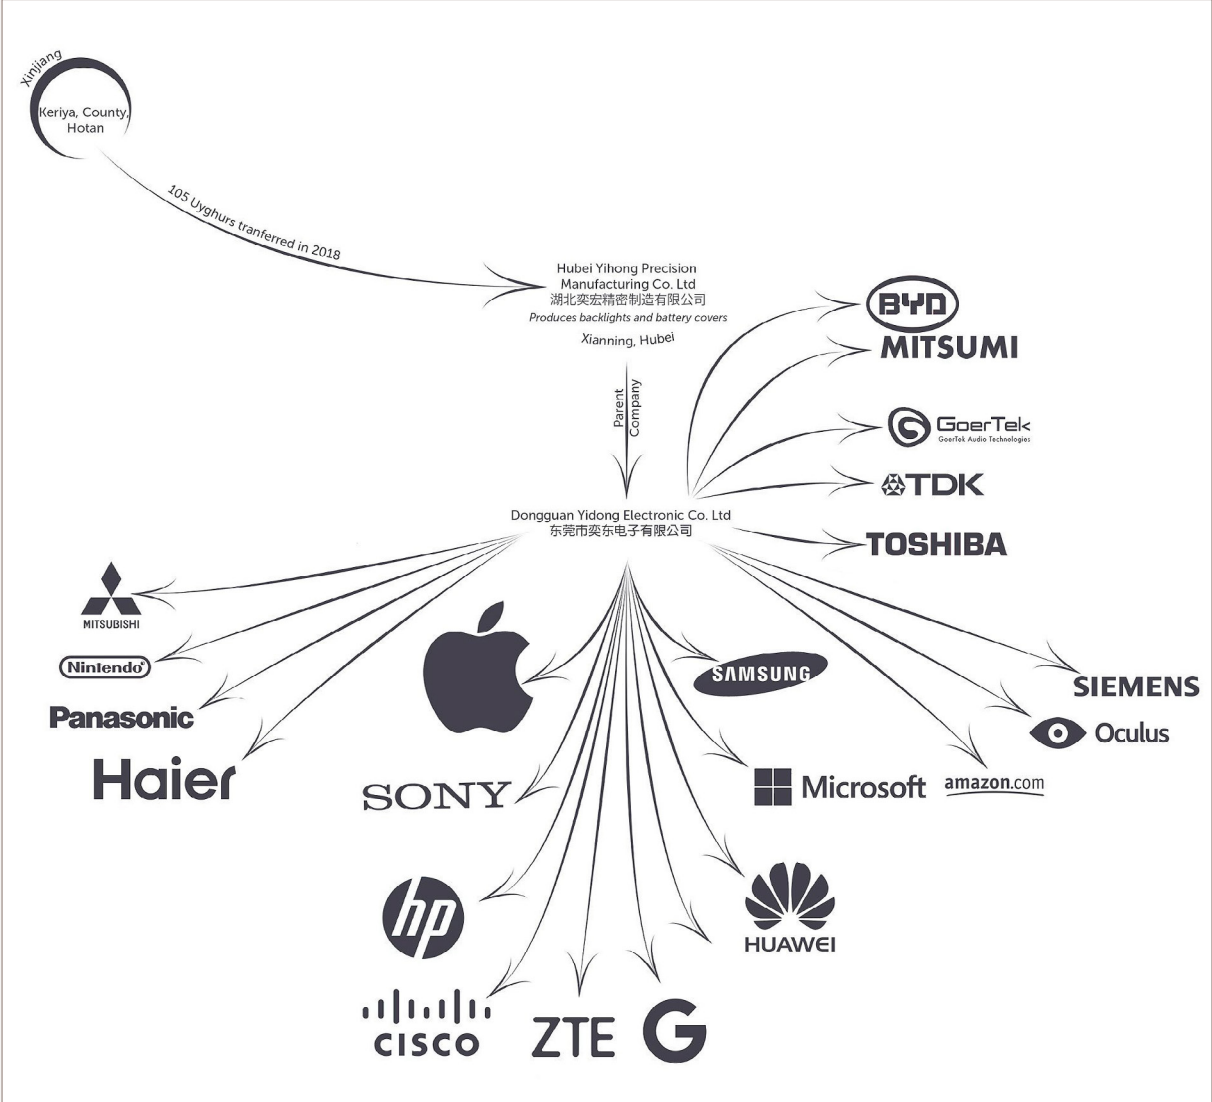 Xinjiang
Keriya, County,
Hotan
105 Uyghurs tranferred in 2018
Hubei Yihong Precision
Manufacturing Co. Ltd
湖北奕宏精密制造有限公司
Produces backlights and battery covers
Xianning, Hubei
Parent
Company
BYD
MITSUMI
GoerTek
GoerTek Audio Technologies
TDK
TOSHIBA
Dongguan Yidong Electronic Co. Ltd
东莞市奕东电子有限公司
MITSUBISHI
Nintendo
Panasonic
Haier
SAMSUNG
SIEMENS
Oculus
SONY
Microsoft
amazon.com
hp
HUAWEI
CISCO
ZTE
G